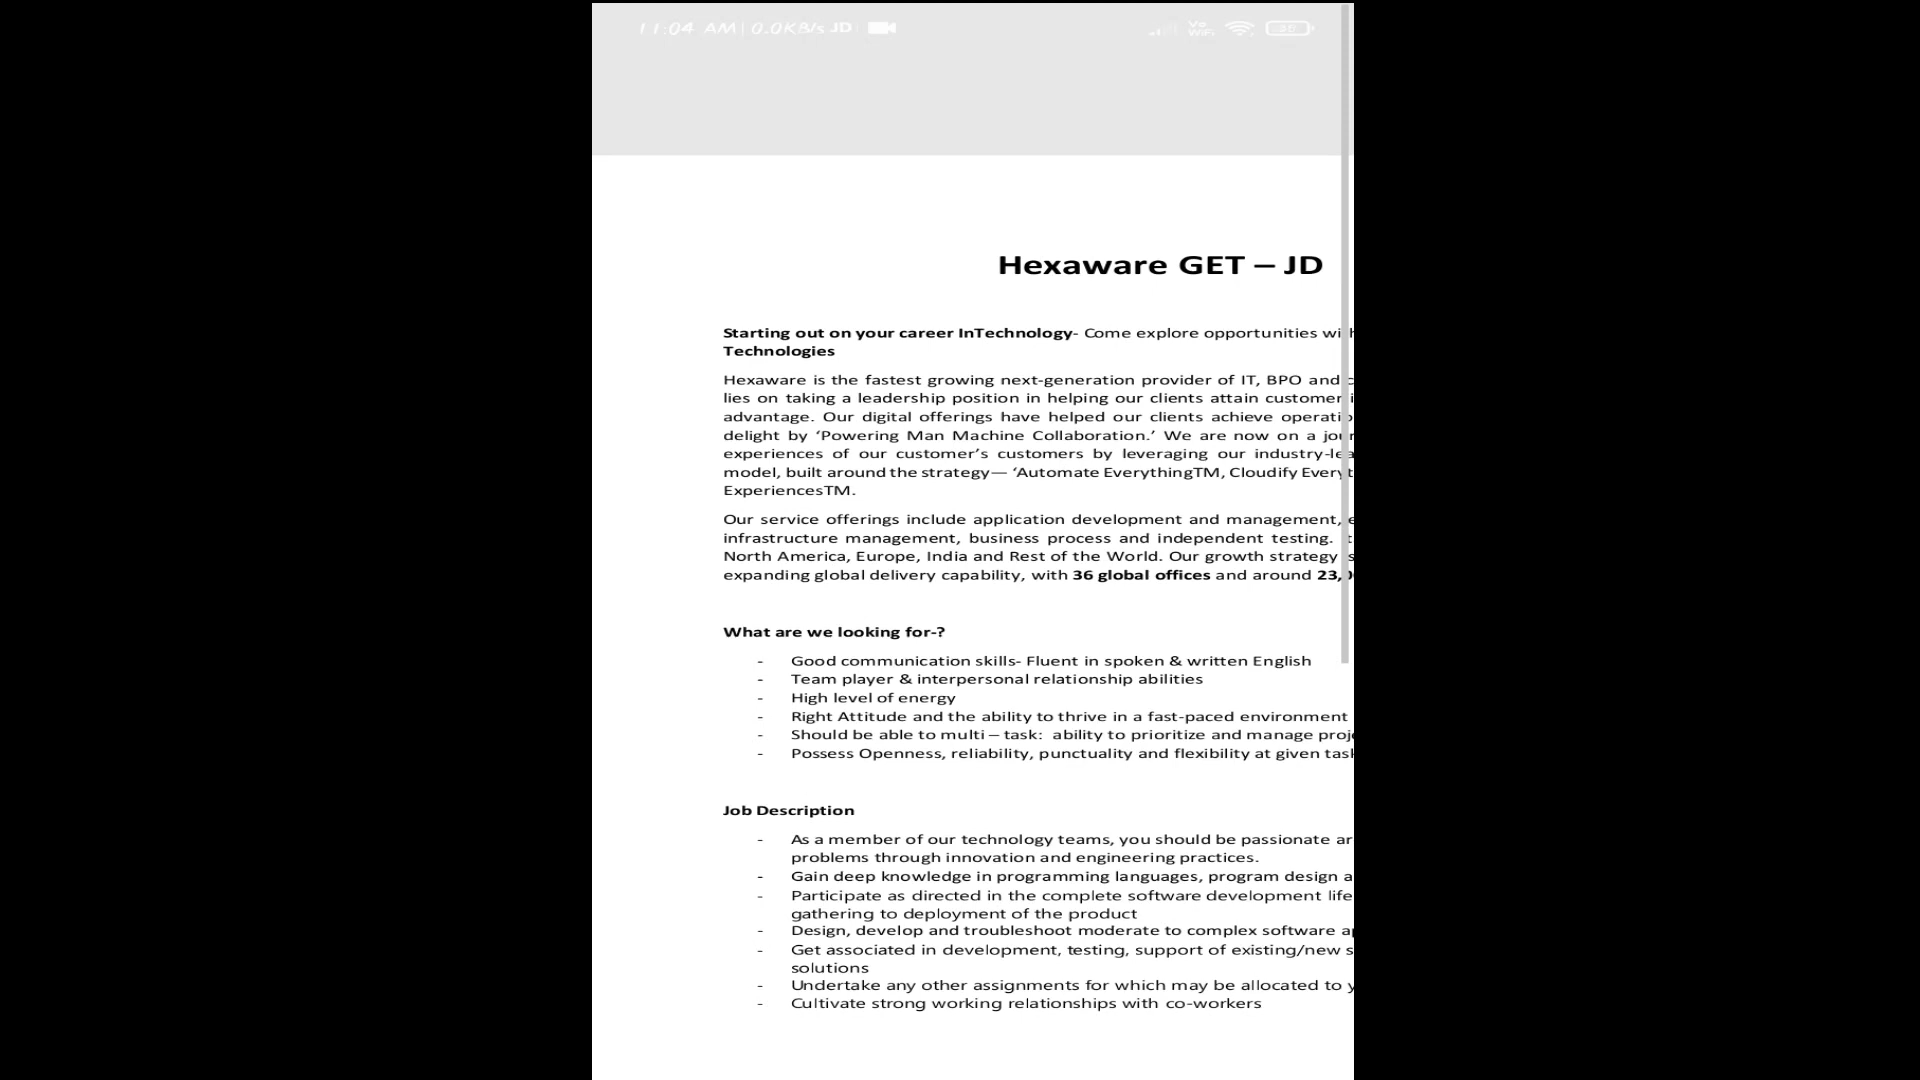 11:04 AM | 0.0KB/s JD
Vo WiFi
Hexaware GET – JD
Starting out on your career InTechnology- Come explore opportunities
Technologies
Hexaware is the fastest growing next-generation provider of IT, BPO and
lies on taking a leadership position in helping our clients attain customer
advantage. Our digital offerings have helped our clients achieve
delight by ‘Powering Man Machine Collaboration.’ We are now on a
experiences of our customer’s customers by leveraging our
model, built around the strategy— ‘Automate EverythingTM, Cloudify
ExperiencesTM.
Our service offerings include application development and management,
infrastructure management, business process and independent testing.
North America, Europe, India and Rest of the World. Our growth strategy
expanding global delivery capability, with 36 global offices and around
What are we looking for-?
- Good communication skills- Fluent in spoken & written English
- Team player & interpersonal relationship abilities
- High level of energy
- Right Attitude and the ability to thrive in a fast-paced environment
- Should be able to multi – task: ability to prioritize and manage
- Possess Openness, reliability, punctuality and flexibility at given
Job Description
- As a member of our technology teams, you should be passionate
problems through innovation and engineering practices.
- Gain deep knowledge in programming languages, program design
- Participate as directed in the complete software development life
gathering to deployment of the product
- Design, develop and troubleshoot moderate to complex software
- Get associated in development, testing, support of existing/new
solutions
- Undertake any other assignments for which may be allocated to
- Cultivate strong working relationships with co-workers